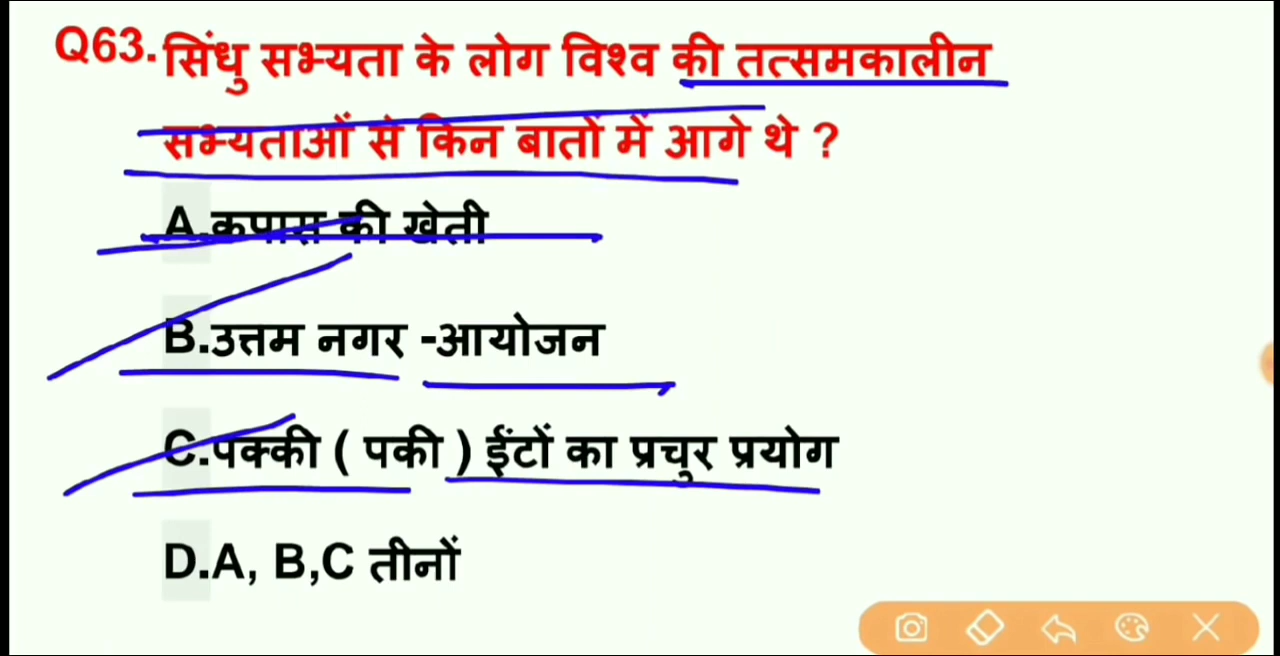 Q63. सिंधु सभ्यता के लोग विश्व की तत्समकालीन
सभ्यताओं से किन बातों में आगे थे ?
A.कपास की खेती
B.उत्तम नगर -आयोजन
C.पक्की ( पकी ) ईंटों का प्रचुर प्रयोग
D.A, B,C तीनों